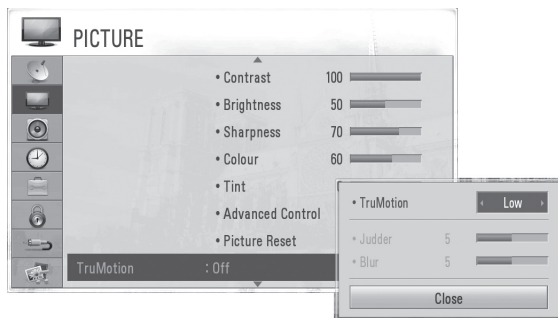 PICTURE
• Contrast 100
• Brightness 50
• Sharpness 70
• Colour 60
• Tint
• Advanced Control
• Picture Reset
TruMotion : Off
• TruMotion Low
• Judder 5
• Blur 5
Close